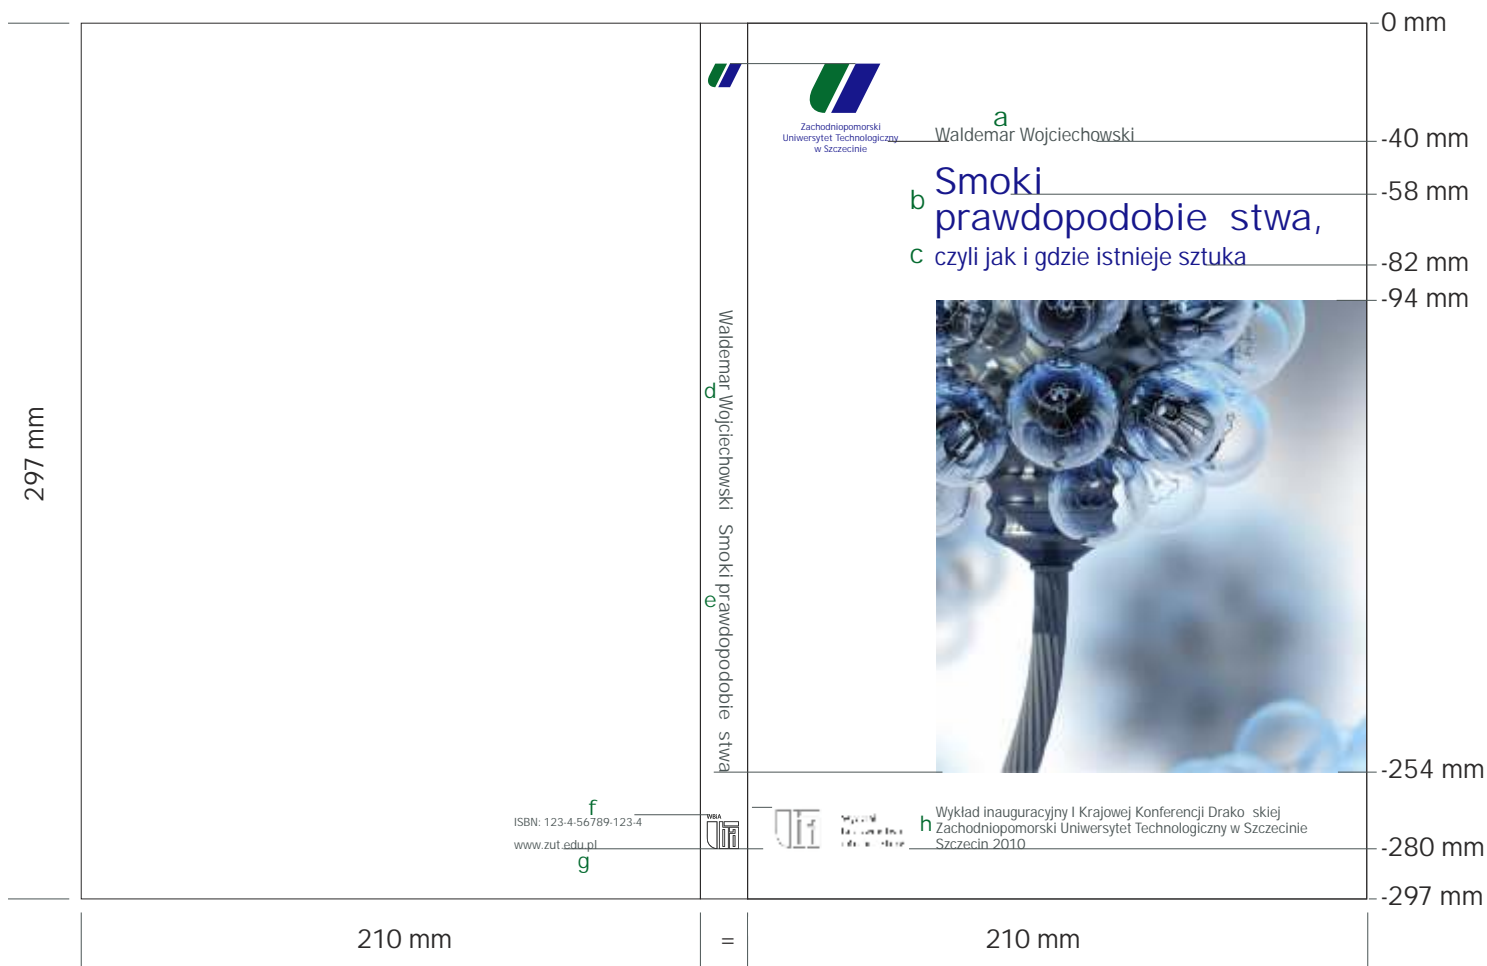 0 mm
Zachodniopomorski
Uniwersytet Technologiczny
w Szczecinie
a
Waldemar Wojciechowski
-40 mm
b
Smoki
prawdopodobie stwa,
-58 mm
c
czyli jak i gdzie istnieje sztuka
-82 mm
-94 mm
297 mm
d
Waldemar Wojciechowski
e
Smoki prawdopodobie stwa
-254 mm
f
ISBN: 123-4-56789-123-4
www.zut.edu.pl
g
WBiA
h
Wykład inauguracyjny I Krajowej Konferencji Drako skiej
Zachodniopomorski Uniwersytet Technologiczny w Szczecinie
Szczecin 2010
-280 mm
-297 mm
210 mm
=
210 mm